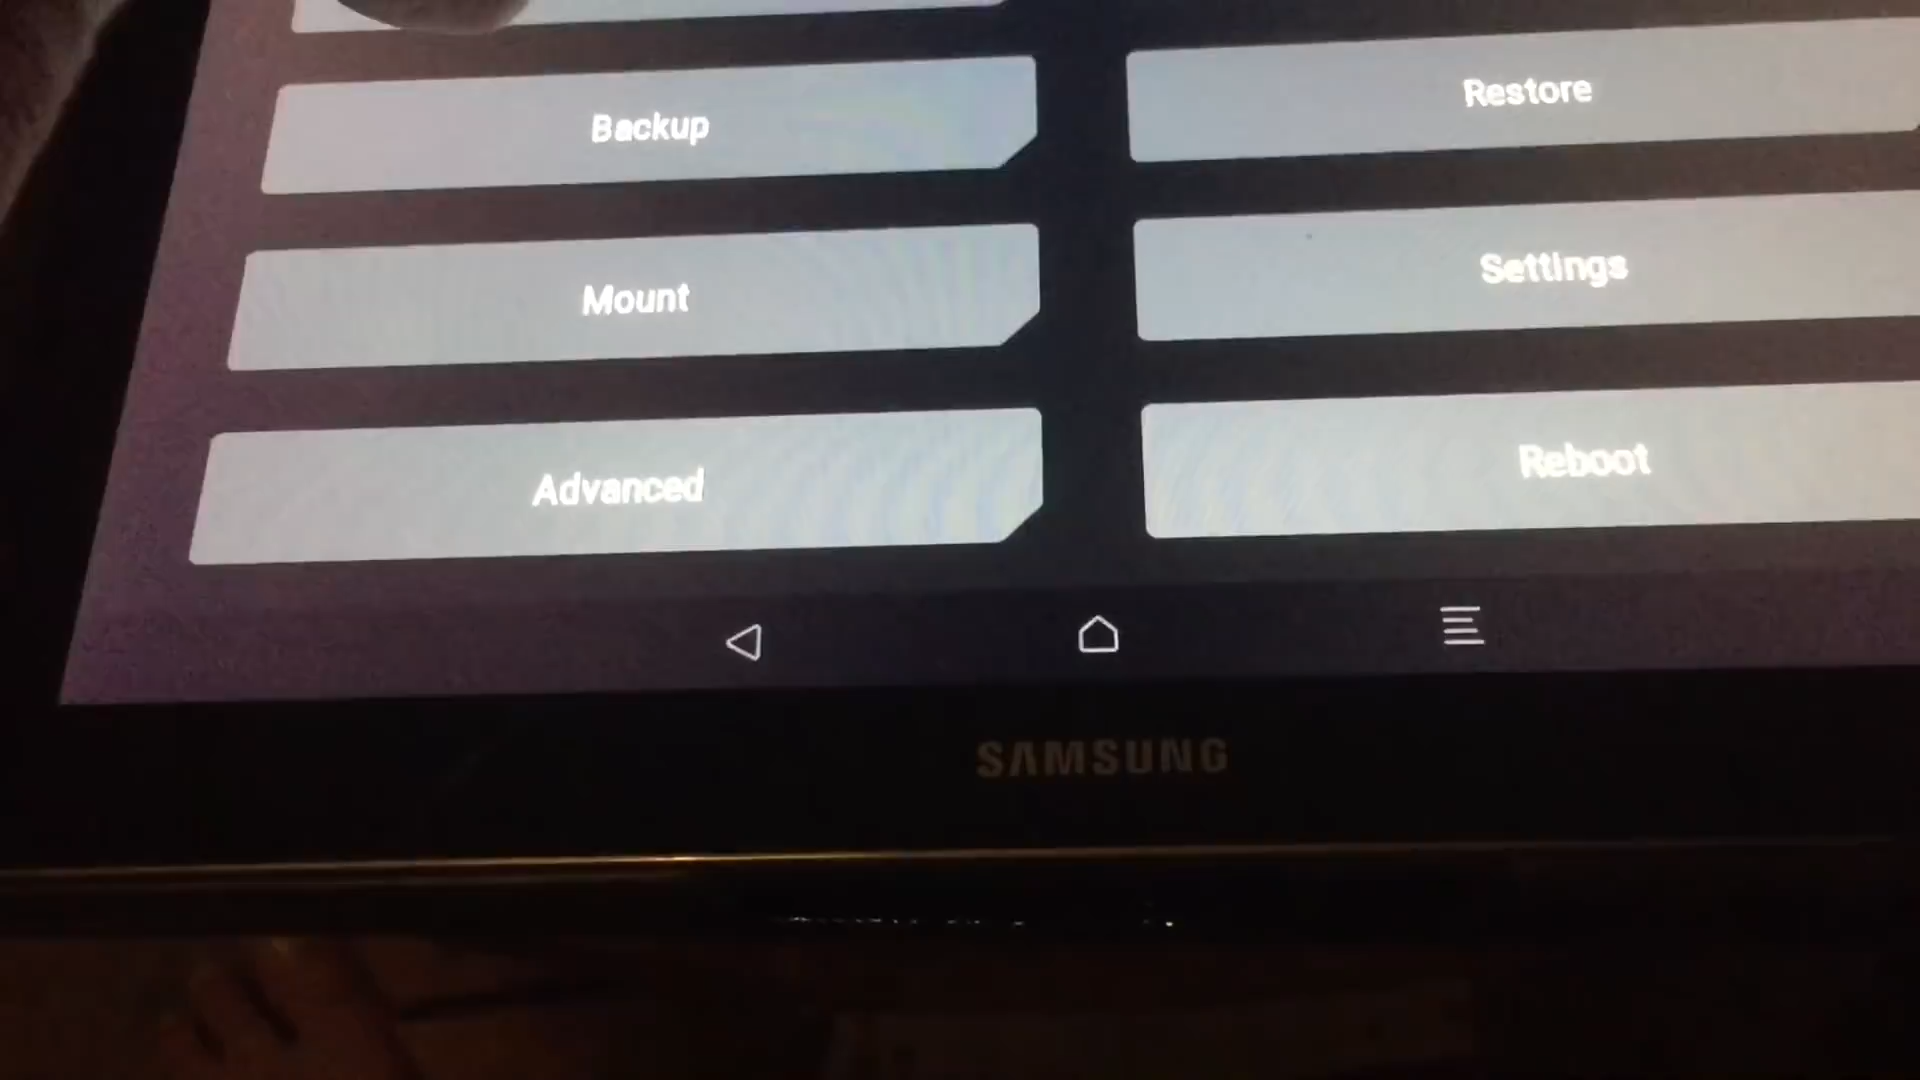 Backup
Restore
Mount
Settings
Advanced
Reboot
SAMSUNG